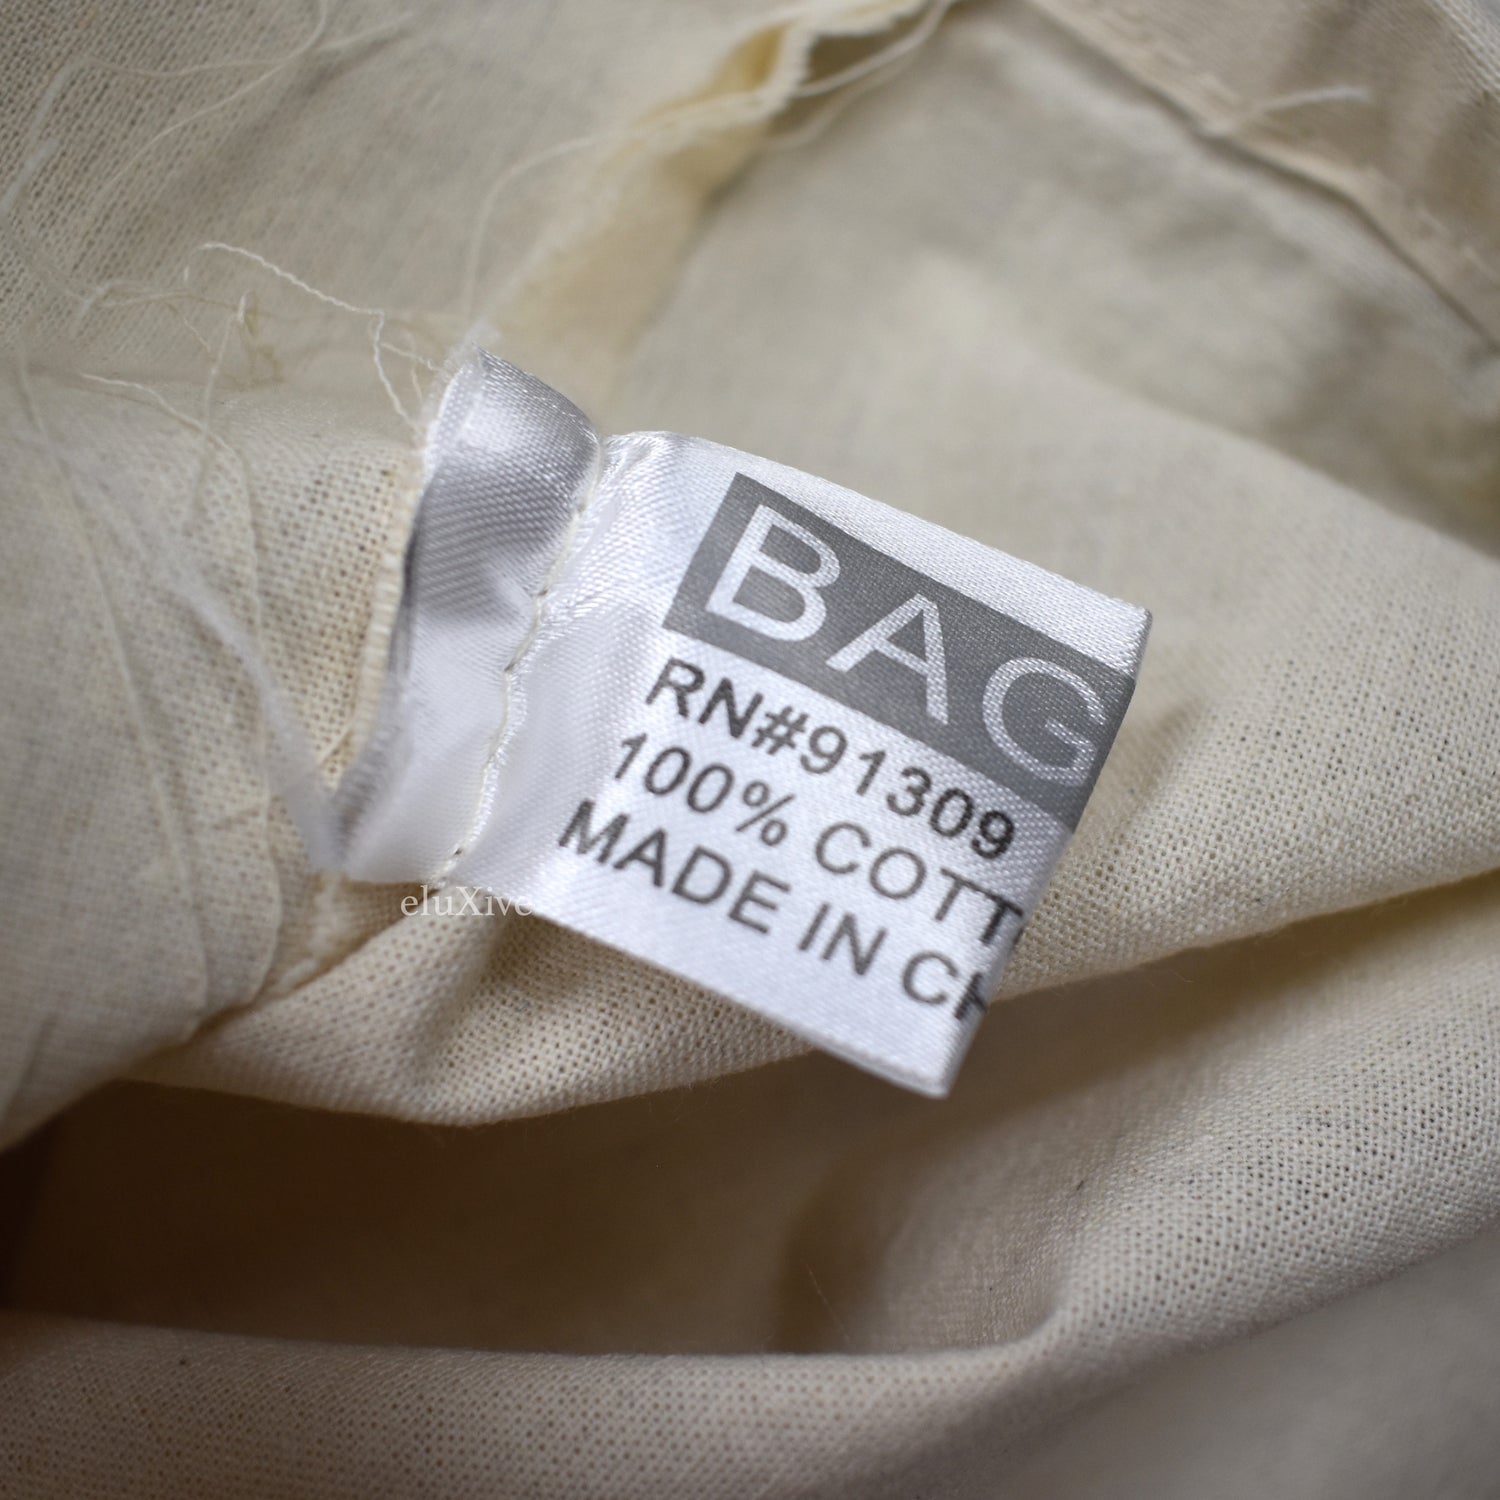 BAG
RN#91309
100% COTT
MADE IN CH
eluXive